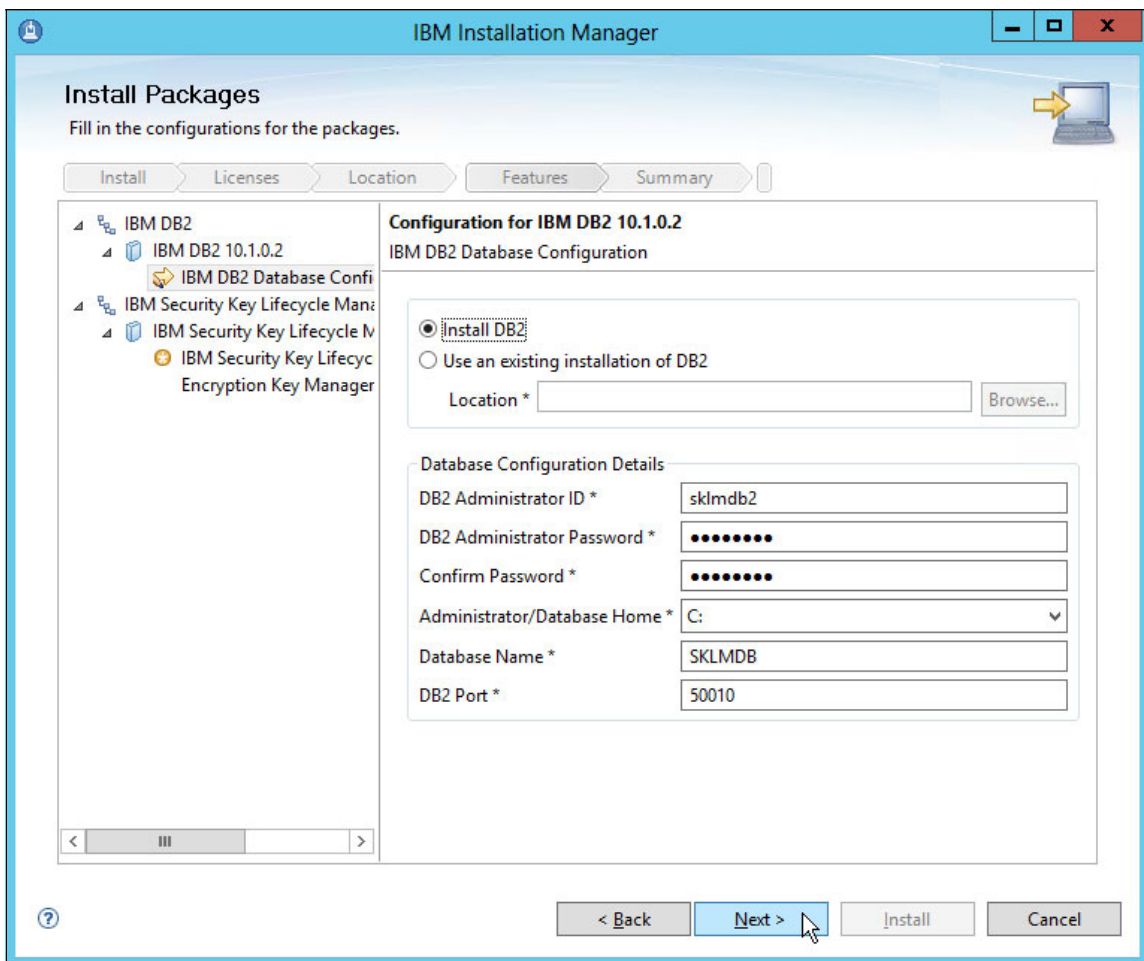 IBM Installation Manager
Install Packages
Fill in the configurations for the packages.
Install
Licenses
Location
Features
Summary
IBM DB2
IBM DB2 10.1.0.2
IBM DB2 Database Confi
IBM Security Key Lifecycle Mana
IBM Security Key Lifecycle M
IBM Security Key Lifecyc
Encryption Key Manager
Configuration for IBM DB2 10.1.0.2
IBM DB2 Database Configuration
Install DB2
Use an existing installation of DB2
Location *
Browse...
Database Configuration Details
DB2 Administrator ID * sklmdb2
DB2 Administrator Password * ●●●●●●●●
Confirm Password * ●●●●●●●●
Administrator/Database Home * C:
Database Name * SKLMDB
DB2 Port * 50010
?
< Back
Next >
Install
Cancel